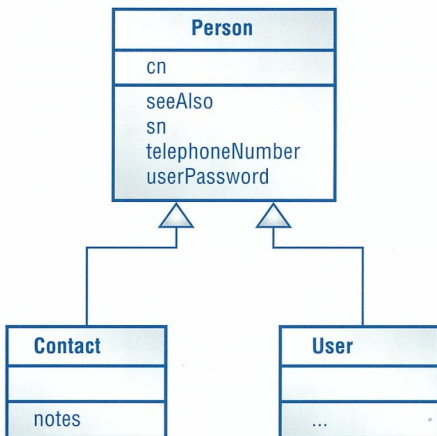 Person
cn
seeAlso
sn
telephoneNumber
userPassword
Contact
notes
User
...